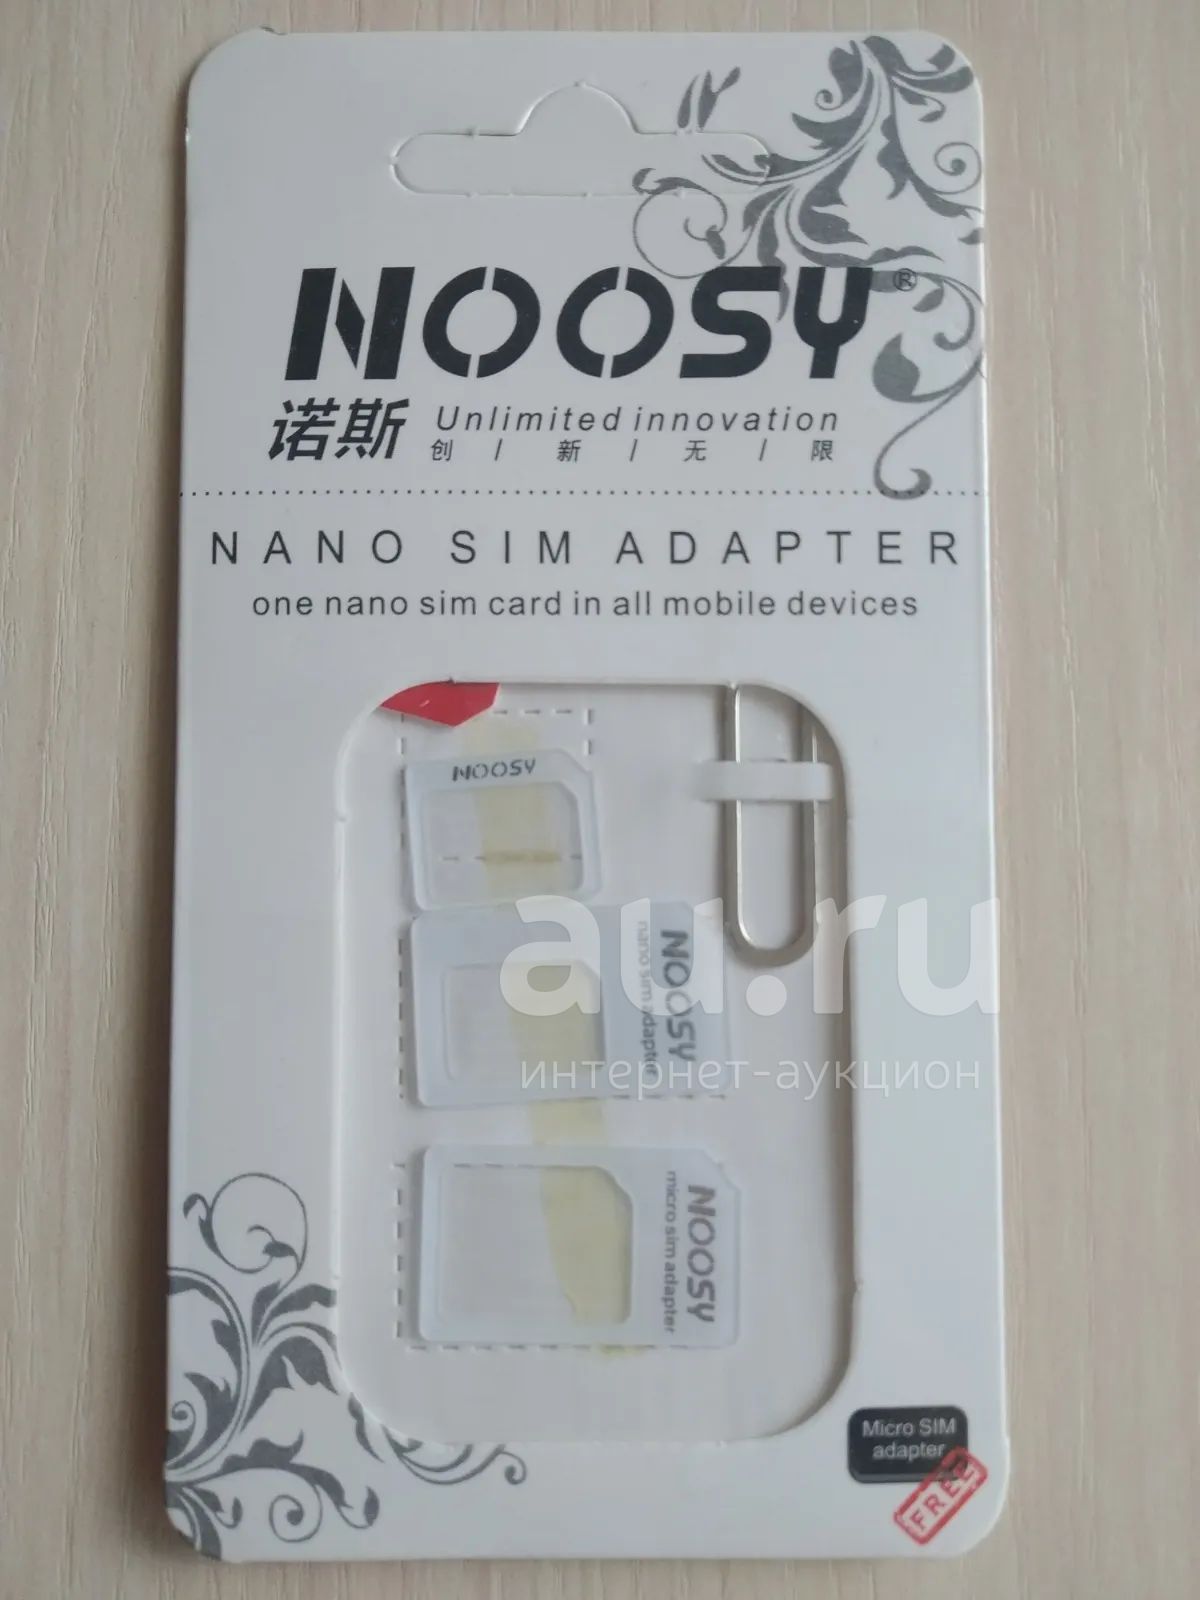 NOOSY®
诺斯
Unlimited innovation
创 / 新 / 无 / 限
NANO SIM ADAPTER
one nano sim card in all mobile devices
NOOSY
NOOSY
nano sim adapter
NOOSY
micro sim adapter
au.ru
интернет-аукцион
Micro SIM
adapter
FREE